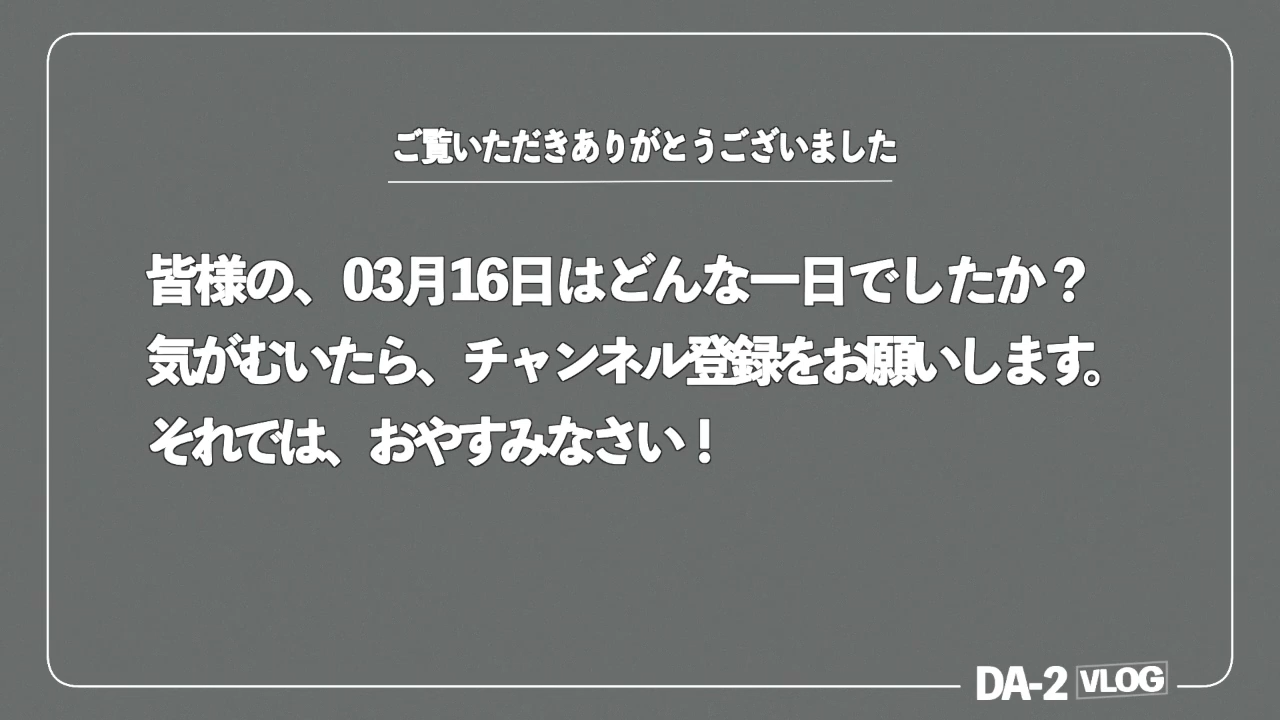 ご覧いただきありがとうございました
皆様の、03月16日はどんな一日でしたか？
気がむいたら、チャンネル登録をお願いします。
それでは、おやすみなさい！
DA-2 VLOG